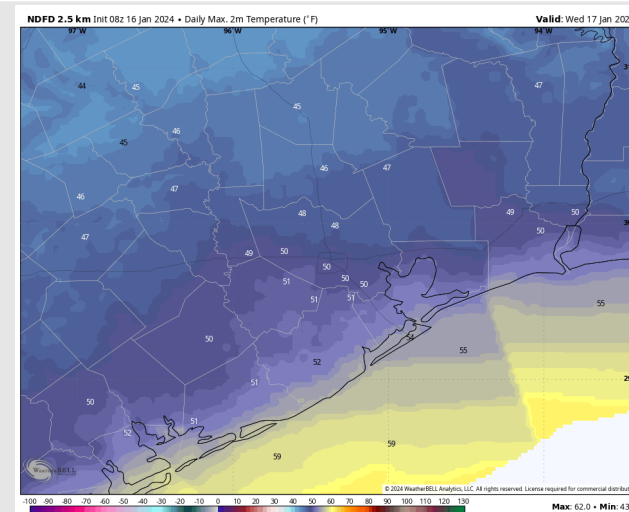 NDFD 2.5 km Init 08z 16 Jan 2024 • Daily Max. 2m Temperature (°F) Valid: Wed 17 Jan 202
97°W 96°W 95°W 94°W
44 45 47
45
46
45
46 47
47
46
48 49 50
48 50
47
49 50
50
51 50 50
51 51
55
50 54
52 55
51
50
51
52
59
59
WeatherBELL
© 2024 WeatherBELL Analytics, LLC. All rights reserved. License required for commercial distribut
-100 -90 -80 -70 -60 -50 -40 -30 -20 -10 0 10 20 30 40 50 60 70 80 90 100 110 120 130
Max: 62.0 • Min: 43